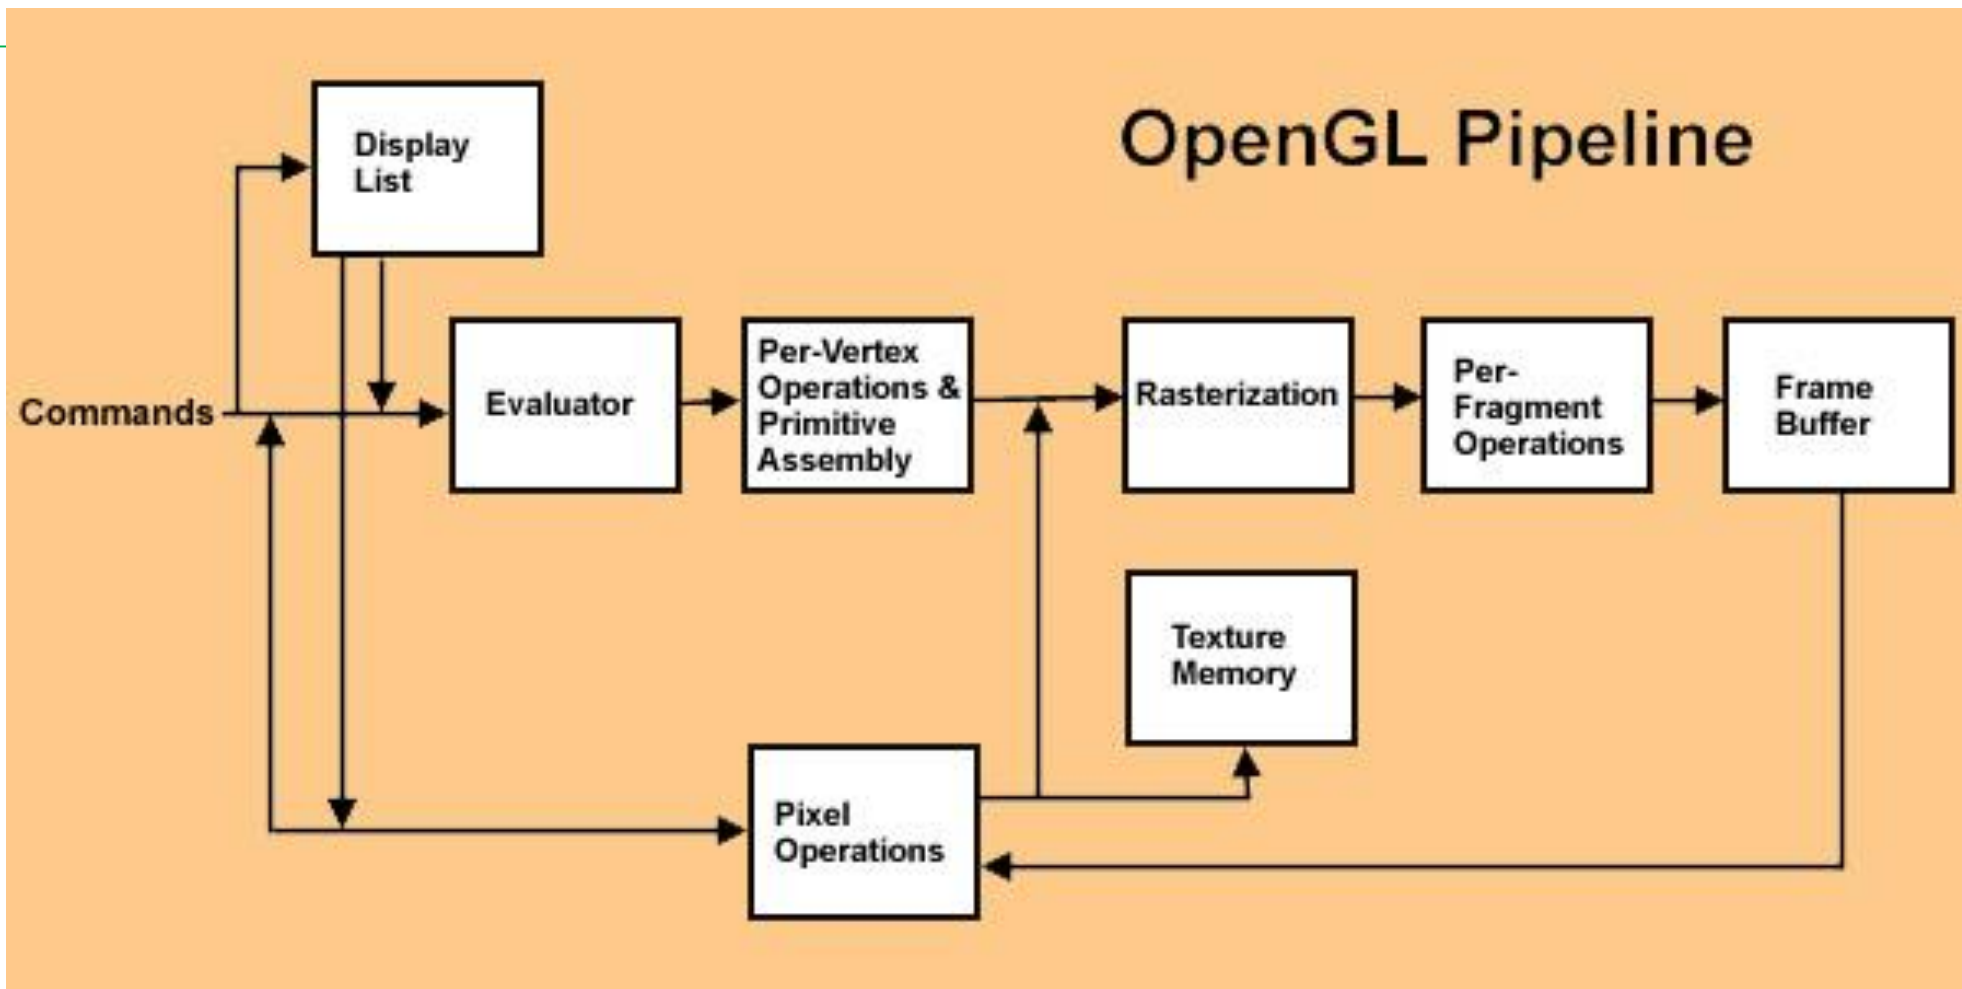 OpenGL Pipeline
Display
List
Commands
Evaluator
Per-Vertex
Operations &
Primitive
Assembly
Rasterization
Per-
Fragment
Operations
Frame
Buffer
Texture
Memory
Pixel
Operations